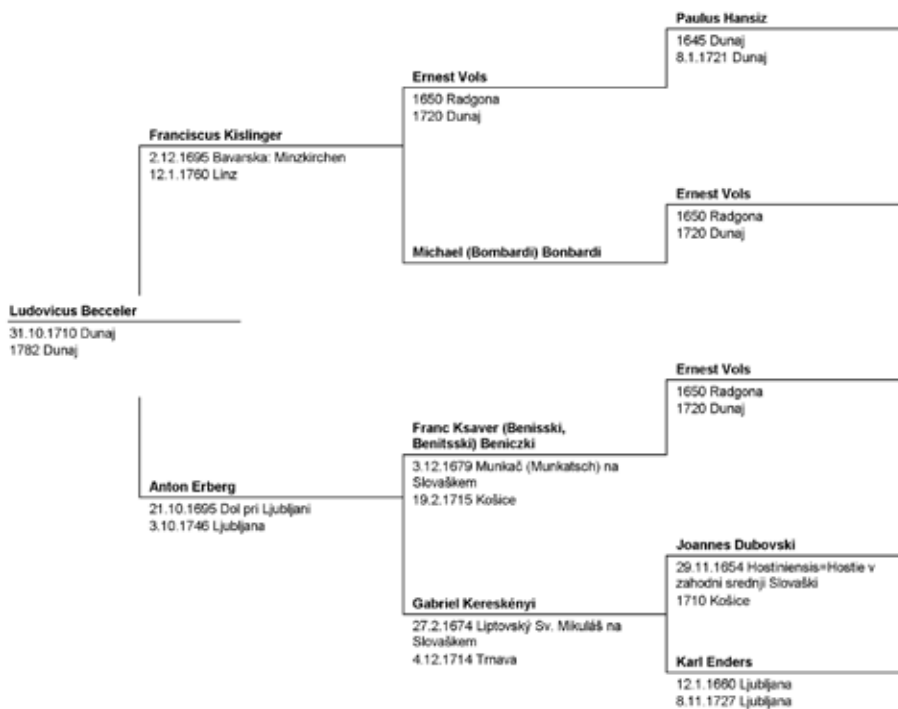 Paulus Hansiz
1645 Dunaj
8.1.1721 Dunaj
Ernest Vols
1650 Radgona
1720 Dunaj
Franciscus Kislinger
2.12.1695 Bavarska: Minzkirchen
12.1.1760 Linz
Ernest Vols
1650 Radgona
1720 Dunaj
Michael (Bombardi) Bonbardi
Ludovicus Becceler
31.10.1710 Dunaj
1782 Dunaj
Ernest Vols
1650 Radgona
1720 Dunaj
Franc Ksaver (Benisski,
Benitsski) Beniczki
3.12.1679 Munkač (Munkatsch) na
Slovaškem
19.2.1715 Košice
Anton Erberg
21.10.1695 Dol pri Ljubljani
3.10.1746 Ljubljana
Joannes Dubovski
29.11.1654 Hostiniensis=Hostie v
zahodni srednji Slovaški
1710 Košice
Gabriel Kereskényi
27.2.1674 Liptovský Sv. Mikuláš na
Slovaškem
4.12.1714 Trnava
Karl Enders
12.1.1660 Ljubljana
8.11.1727 Ljubljana